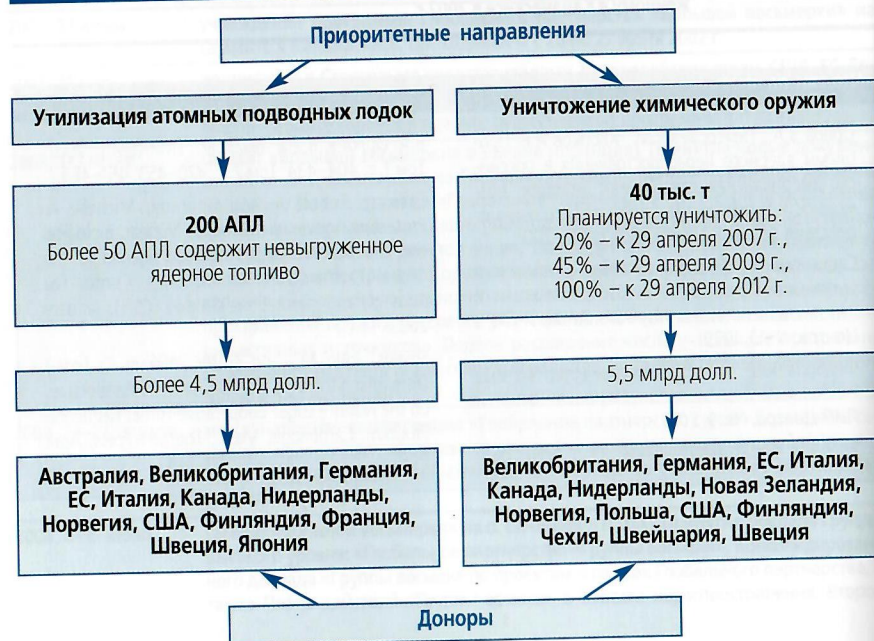 Приоритетные направления
Утилизация атомных подводных лодок
Уничтожение химического оружия
200 АПЛ
Более 50 АПЛ содержит невыгруженное
ядерное топливо
40 тыс. т
Планируется уничтожить:
20% – к 29 апреля 2007 г.,
45% – к 29 апреля 2009 г.,
100% – к 29 апреля 2012 г.
Более 4,5 млрд долл.
5,5 млрд долл.
Австралия, Великобритания, Германия,
ЕС, Италия, Канада, Нидерланды,
Норвегия, США, Финляндия, Франция,
Швеция, Япония
Великобритания, Германия, ЕС, Италия,
Канада, Нидерланды, Новая Зеландия,
Норвегия, Польша, США, Финляндия,
Чехия, Швейцария, Швеция
Доноры